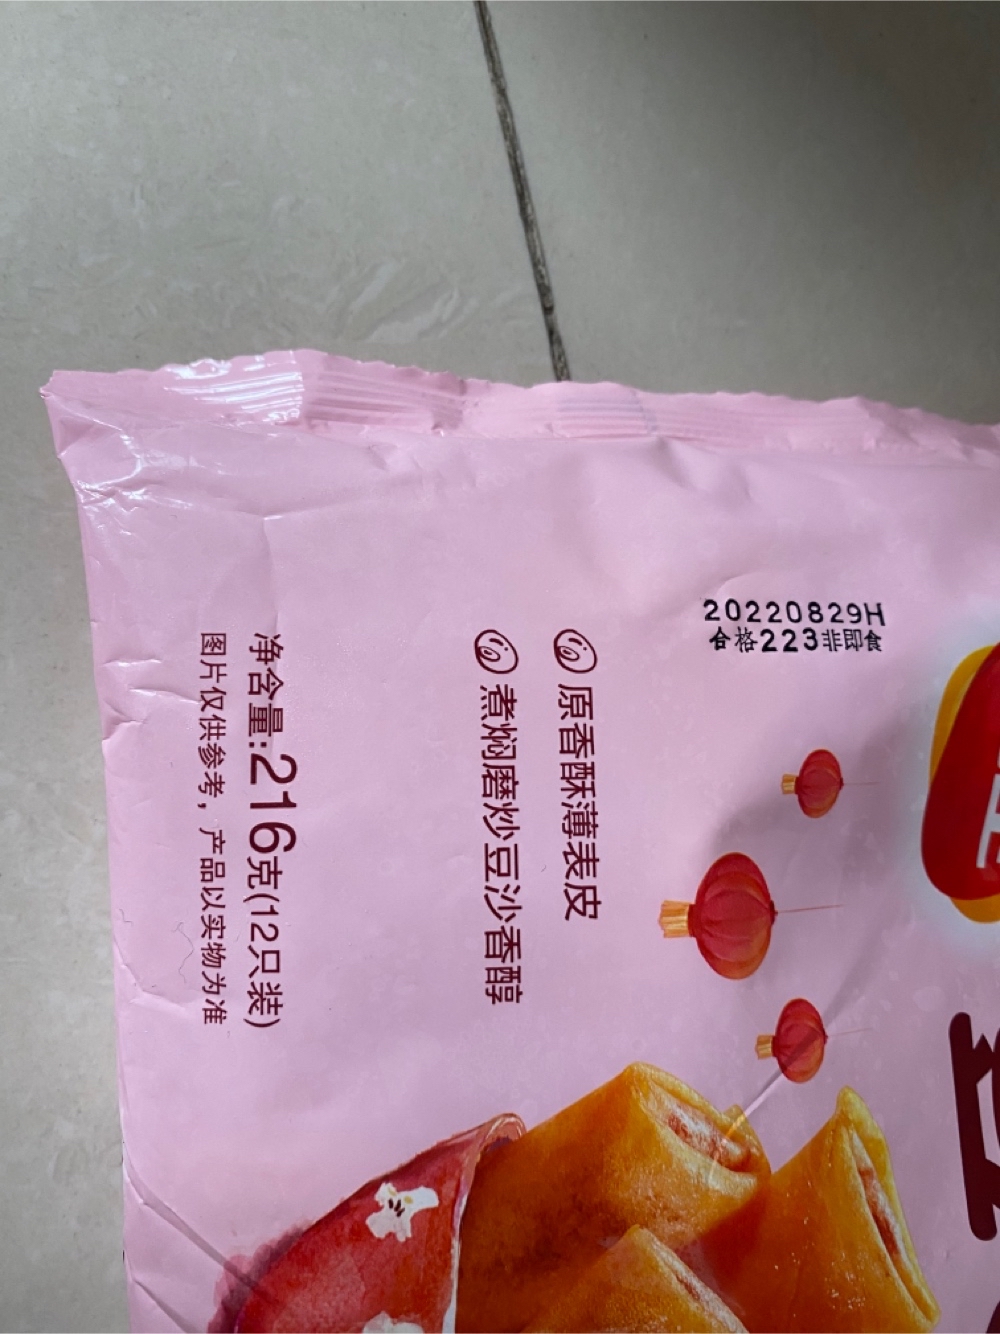 20220829H
合格223非即食
原香酥薄表皮
煮焖磨炒豆沙香醇
净含量:216克(12只装)
图片仅供参考，产品以实物为准